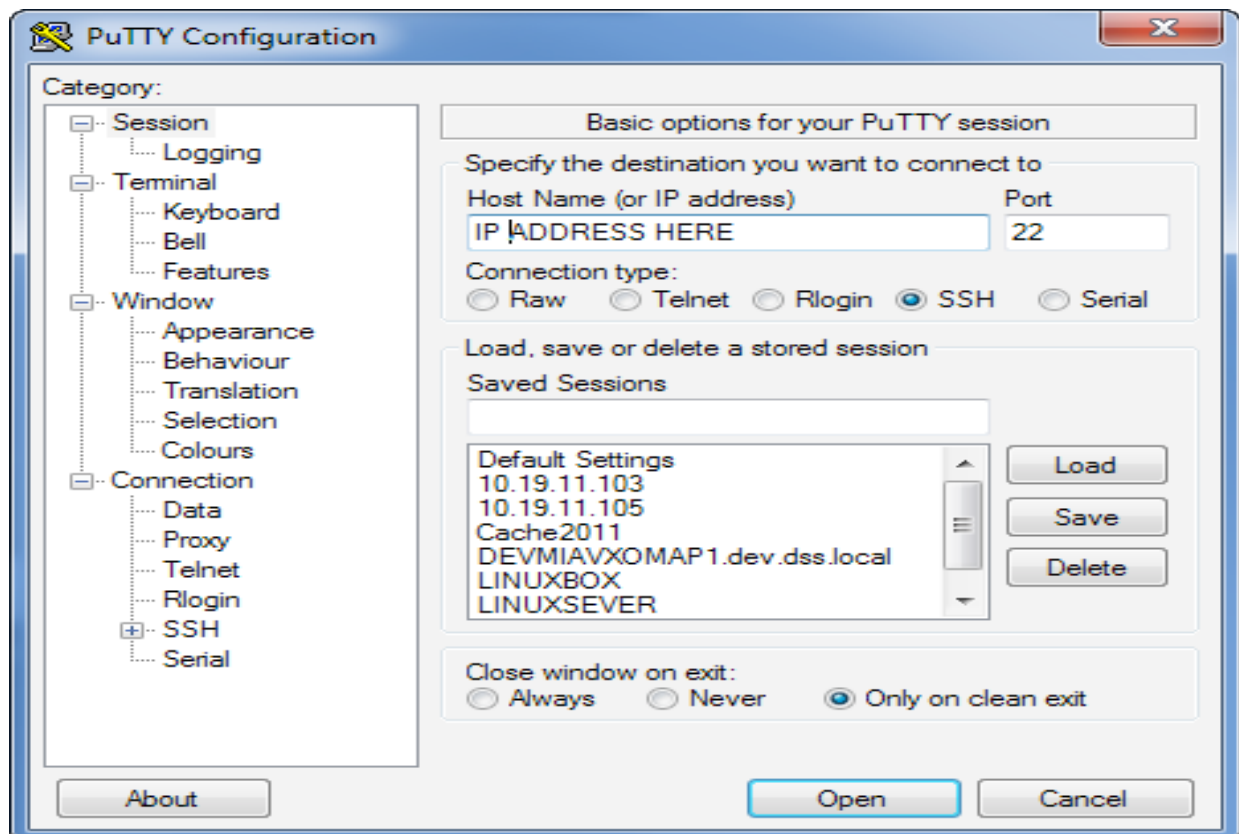 PuTTY Configuration
Category:
Session
Logging
Terminal
Keyboard
Bell
Features
Window
Appearance
Behaviour
Translation
Selection
Colours
Connection
Data
Proxy
Telnet
Rlogin
SSH
Serial
Basic options for your PuTTY session
Specify the destination you want to connect to
Host Name (or IP address) Port
IP ADDRESS HERE 22
Connection type:
Raw Telnet Rlogin SSH Serial
Load, save or delete a stored session
Saved Sessions
Default Settings
10.19.11.103
10.19.11.105
Cache2011
DEVMIAVXOMAP1.dev.dss.local
LINUXBOX
LINUXSEVER
Load
Save
Delete
Close window on exit:
Always Never Only on clean exit
About Open Cancel